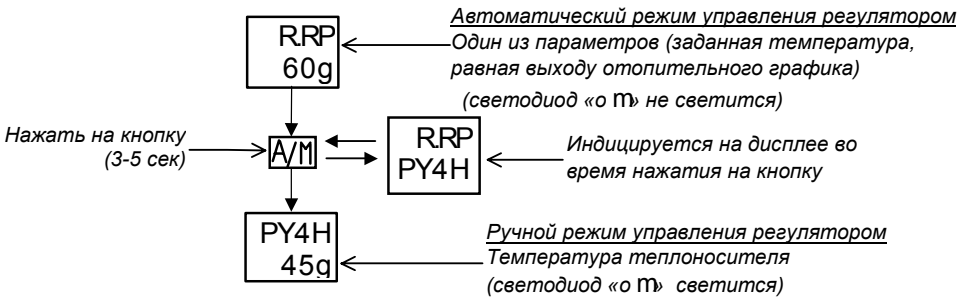 Автоматический режим управления регулятором
R.RP
60g
Один из параметров (заданная температура,
равная выходу отопительного графика)
(светодиод «о m» не светится)
Нажать на кнопку
(3-5 сек)
A/M
R.RP
PY4H
Индицируется на дисплее во
время нажатия на кнопку
PY4H
45g
Ручной режим управления регулятором
Температура теплоносителя
(светодиод «о m» светится)